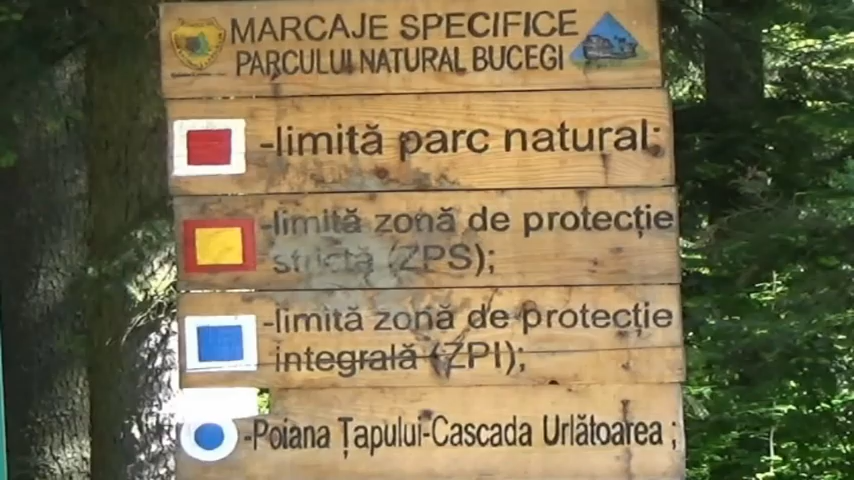 MARCAJE SPECIFICE
PARCULUI NATURAL BUCEGI
-limită parc natural;
-limită zonă de protecție
strictă (ZPS);
-limită zonă de protecție
integrală (ZPI);
-Poiana Țapului-Cascada Urlătoarea ;